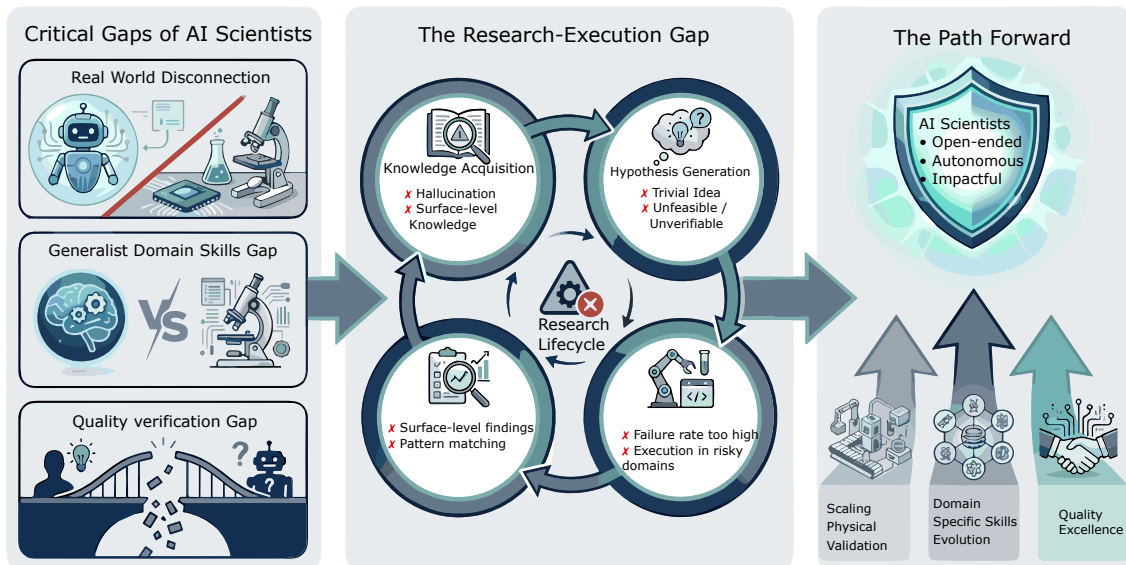 Critical Gaps of AI Scientists
Real World Disconnection
Generalist Domain Skills Gap
VS
Quality verification Gap
?
?
The Research-Execution Gap
Knowledge Acquisition
✗ Hallucination
✗ Surface-level
Knowledge
?
Hypothesis Generation
✗ Trivial Idea
✗ Unfeasible /
Unverifiable
Research
Lifecycle
✗ Surface-level findings
✗ Pattern matching
</>
✗ Failure rate too high
✗ Execution in risky
domains
The Path Forward
AI Scientists
• Open-ended
• Autonomous
• Impactful
Scaling
Physical
Validation
Domain
Specific Skills
Evolution
Quality
Excellence